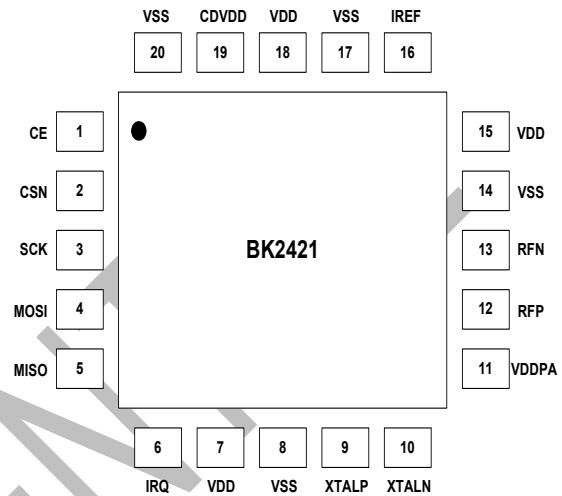 VSS CDVDD VDD VSS IREF
20 19 18 17 16
CE 1 15 VDD
CSN 2 14 VSS
SCK 3 BK2421 13 RFN
MOSI 4 12 RFP
MISO 5 11 VDDPA
6 7 8 9 10
IRQ VDD VSS XTALP XTALN